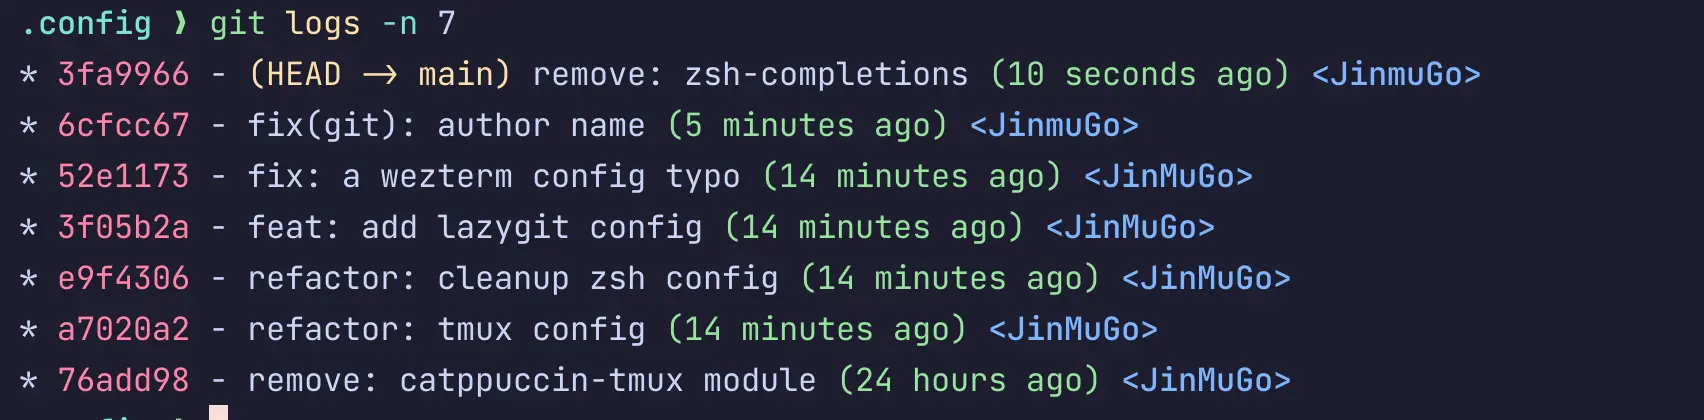 .config ❱ git logs -n 7
* 3fa9966 - (HEAD -> main) remove: zsh-completions (10 seconds ago) <JinmuGo>
* 6cfcc67 - fix(git): author name (5 minutes ago) <JinmuGo>
* 52e1173 - fix: a wezterm config typo (14 minutes ago) <JinMuGo>
* 3f05b2a - feat: add lazygit config (14 minutes ago) <JinMuGo>
* e9f4306 - refactor: cleanup zsh config (14 minutes ago) <JinMuGo>
* a7020a2 - refactor: tmux config (14 minutes ago) <JinMuGo>
* 76add98 - remove: catppuccin-tmux module (24 hours ago) <JinMuGo>